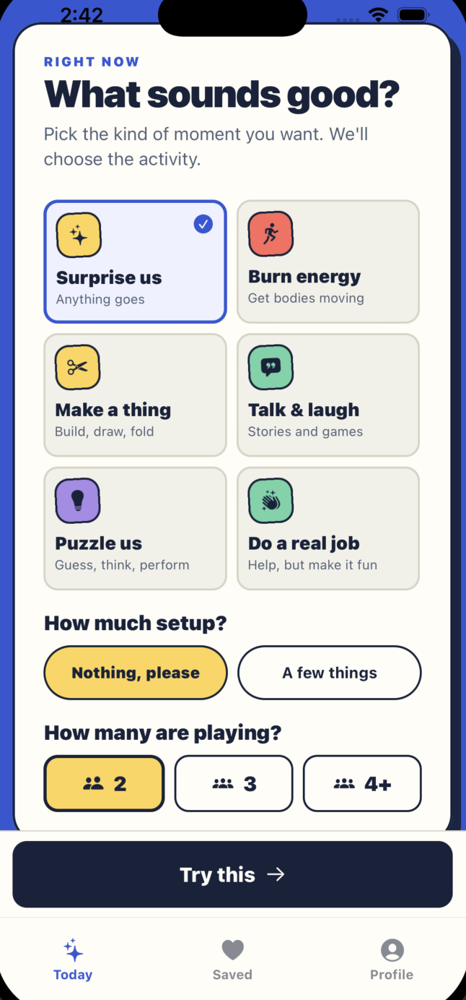 2:42
RIGHT NOW
What sounds good?
Pick the kind of moment you want. We'll
choose the activity.
Surprise us
Anything goes
Burn energy
Get bodies moving
Make a thing
Build, draw, fold
Talk & laugh
Stories and games
Puzzle us
Guess, think, perform
Do a real job
Help, but make it fun
How much setup?
Nothing, please
A few things
How many are playing?
2
3
4+
Try this →
Today
Saved
Profile